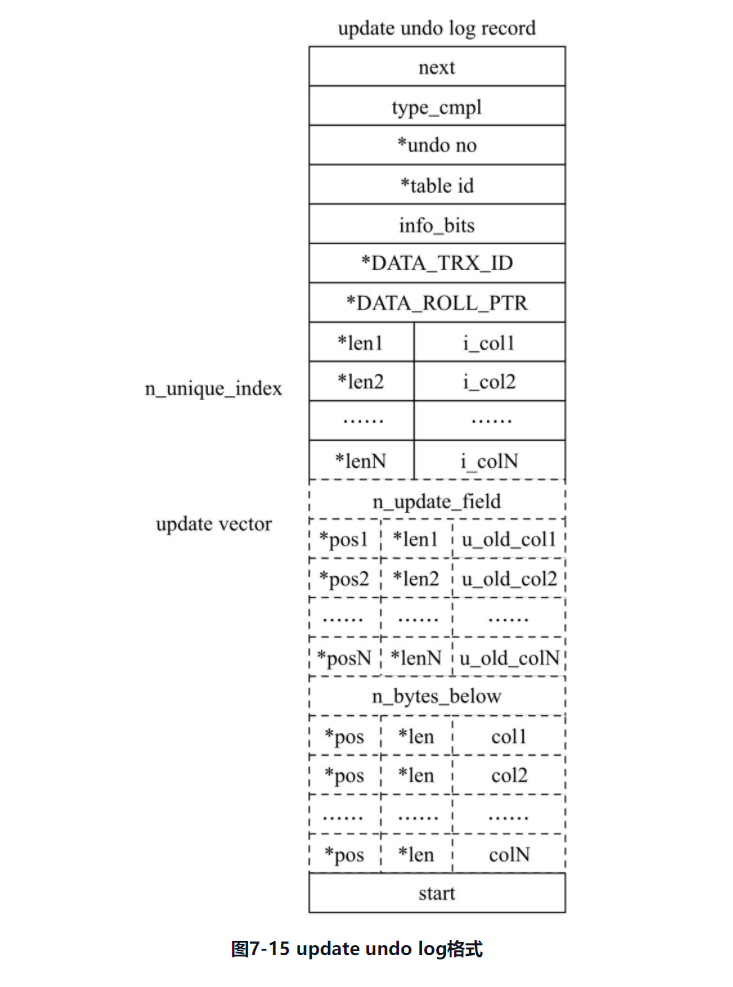 update undo log record
next
type_cmpl
*undo no
*table id
info_bits
*DATA_TRX_ID
*DATA_ROLL_PTR
*len1 i_col1
n_unique_index
*len2 i_col2
…… ……
*lenN i_colN
n_update_field
update vector
*pos1 *len1 u_old_col1
*pos2 *len2 u_old_col2
…… …… ……
*posN *lenN u_old_colN
n_bytes_below
*pos *len col1
*pos *len col2
…… …… ……
*pos *len colN
start
图7-15 update undo log格式